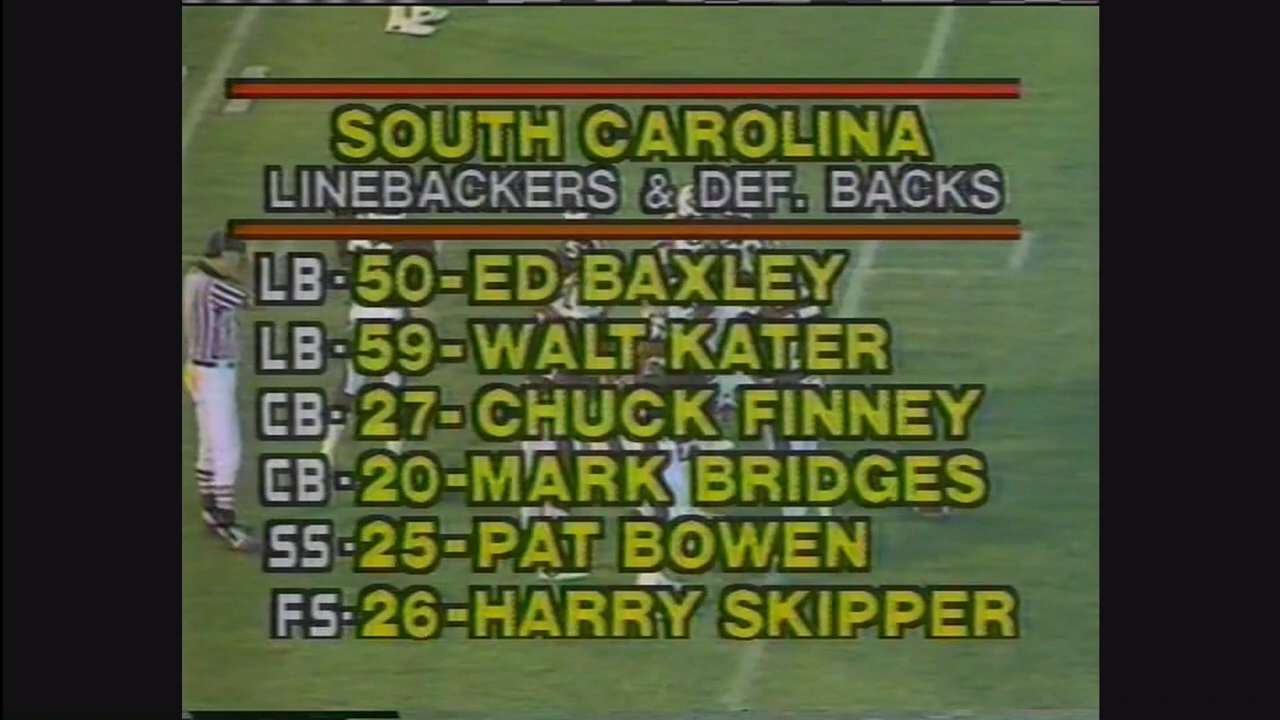 SOUTH CAROLINA
LINEBACKERS & DEF. BACKS
LB-50-ED BAXLEY
LB-59-WALT KATER
CB-27-CHUCK FINNEY
CB-20-MARK BRIDGES
SS-25-PAT BOWEN
FS-26-HARRY SKIPPER